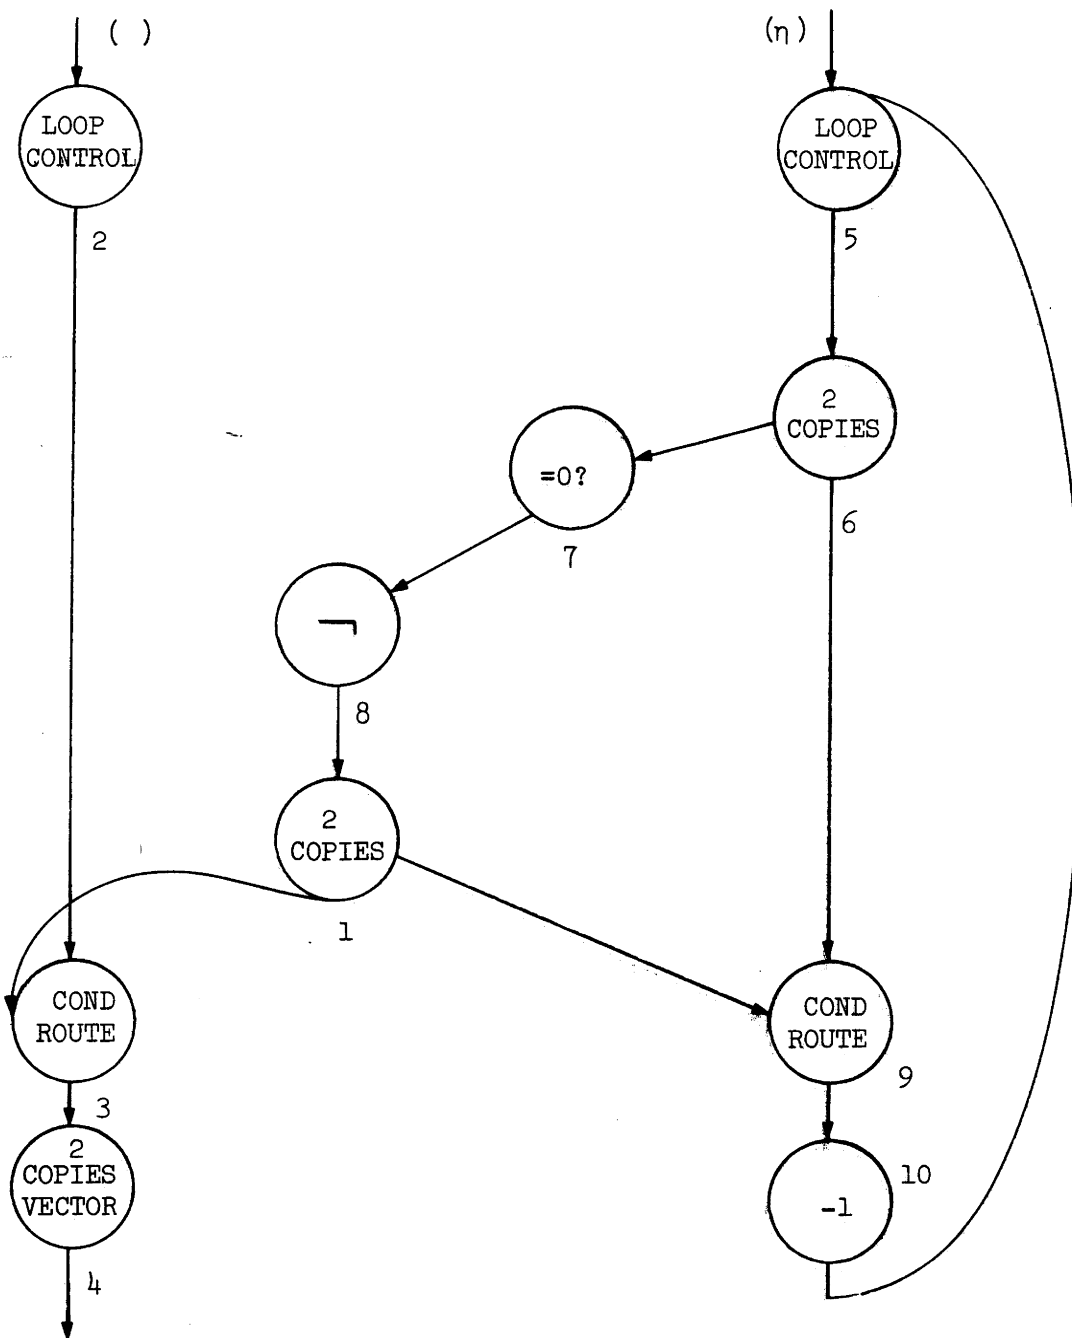 ( )
(η)
LOOP
CONTROL
2
LOOP
CONTROL
5
2
COPIES
6
=0?
7
¬
8
2
COPIES
1
COND
ROUTE
3
COND
ROUTE
9
2
COPIES
VECTOR
4
-1
10